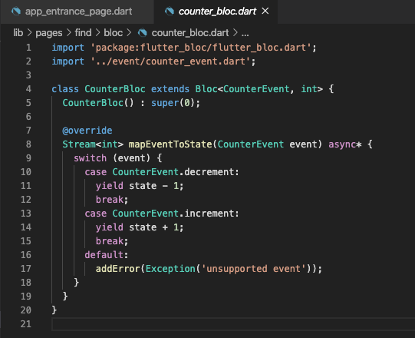 app_entrance_page.dart
counter_bloc.dart ×
lib > pages > find > bloc > counter_bloc.dart > ...
1 import 'package:flutter_bloc/flutter_bloc.dart';
2 import '../event/counter_event.dart';
3
4 class CounterBloc extends Bloc<CounterEvent, int> {
5   CounterBloc() : super(0);
6
7   @override
8   Stream<int> mapEventToState(CounterEvent event) async* {
9     switch (event) {
10       case CounterEvent.decrement:
11         yield state - 1;
12         break;
13       case CounterEvent.increment:
14         yield state + 1;
15         break;
16       default:
17         addError(Exception('unsupported event'));
18     }
19   }
20 }
21